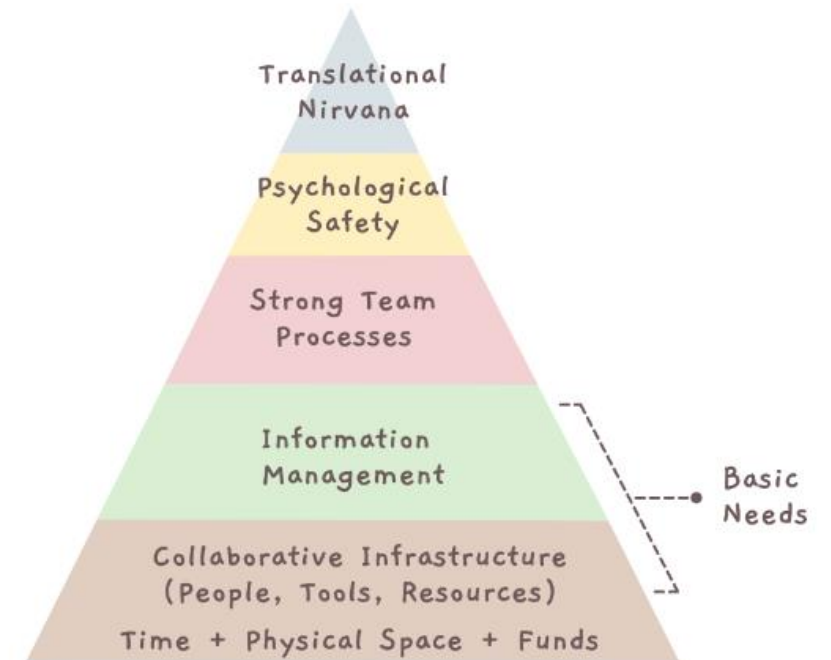 Translational
Nirvana
Psychological
Safety
Strong Team
Processes
Information
Management
Basic
Needs
Collaborative Infrastructure
(People, Tools, Resources)
Time + Physical Space + Funds